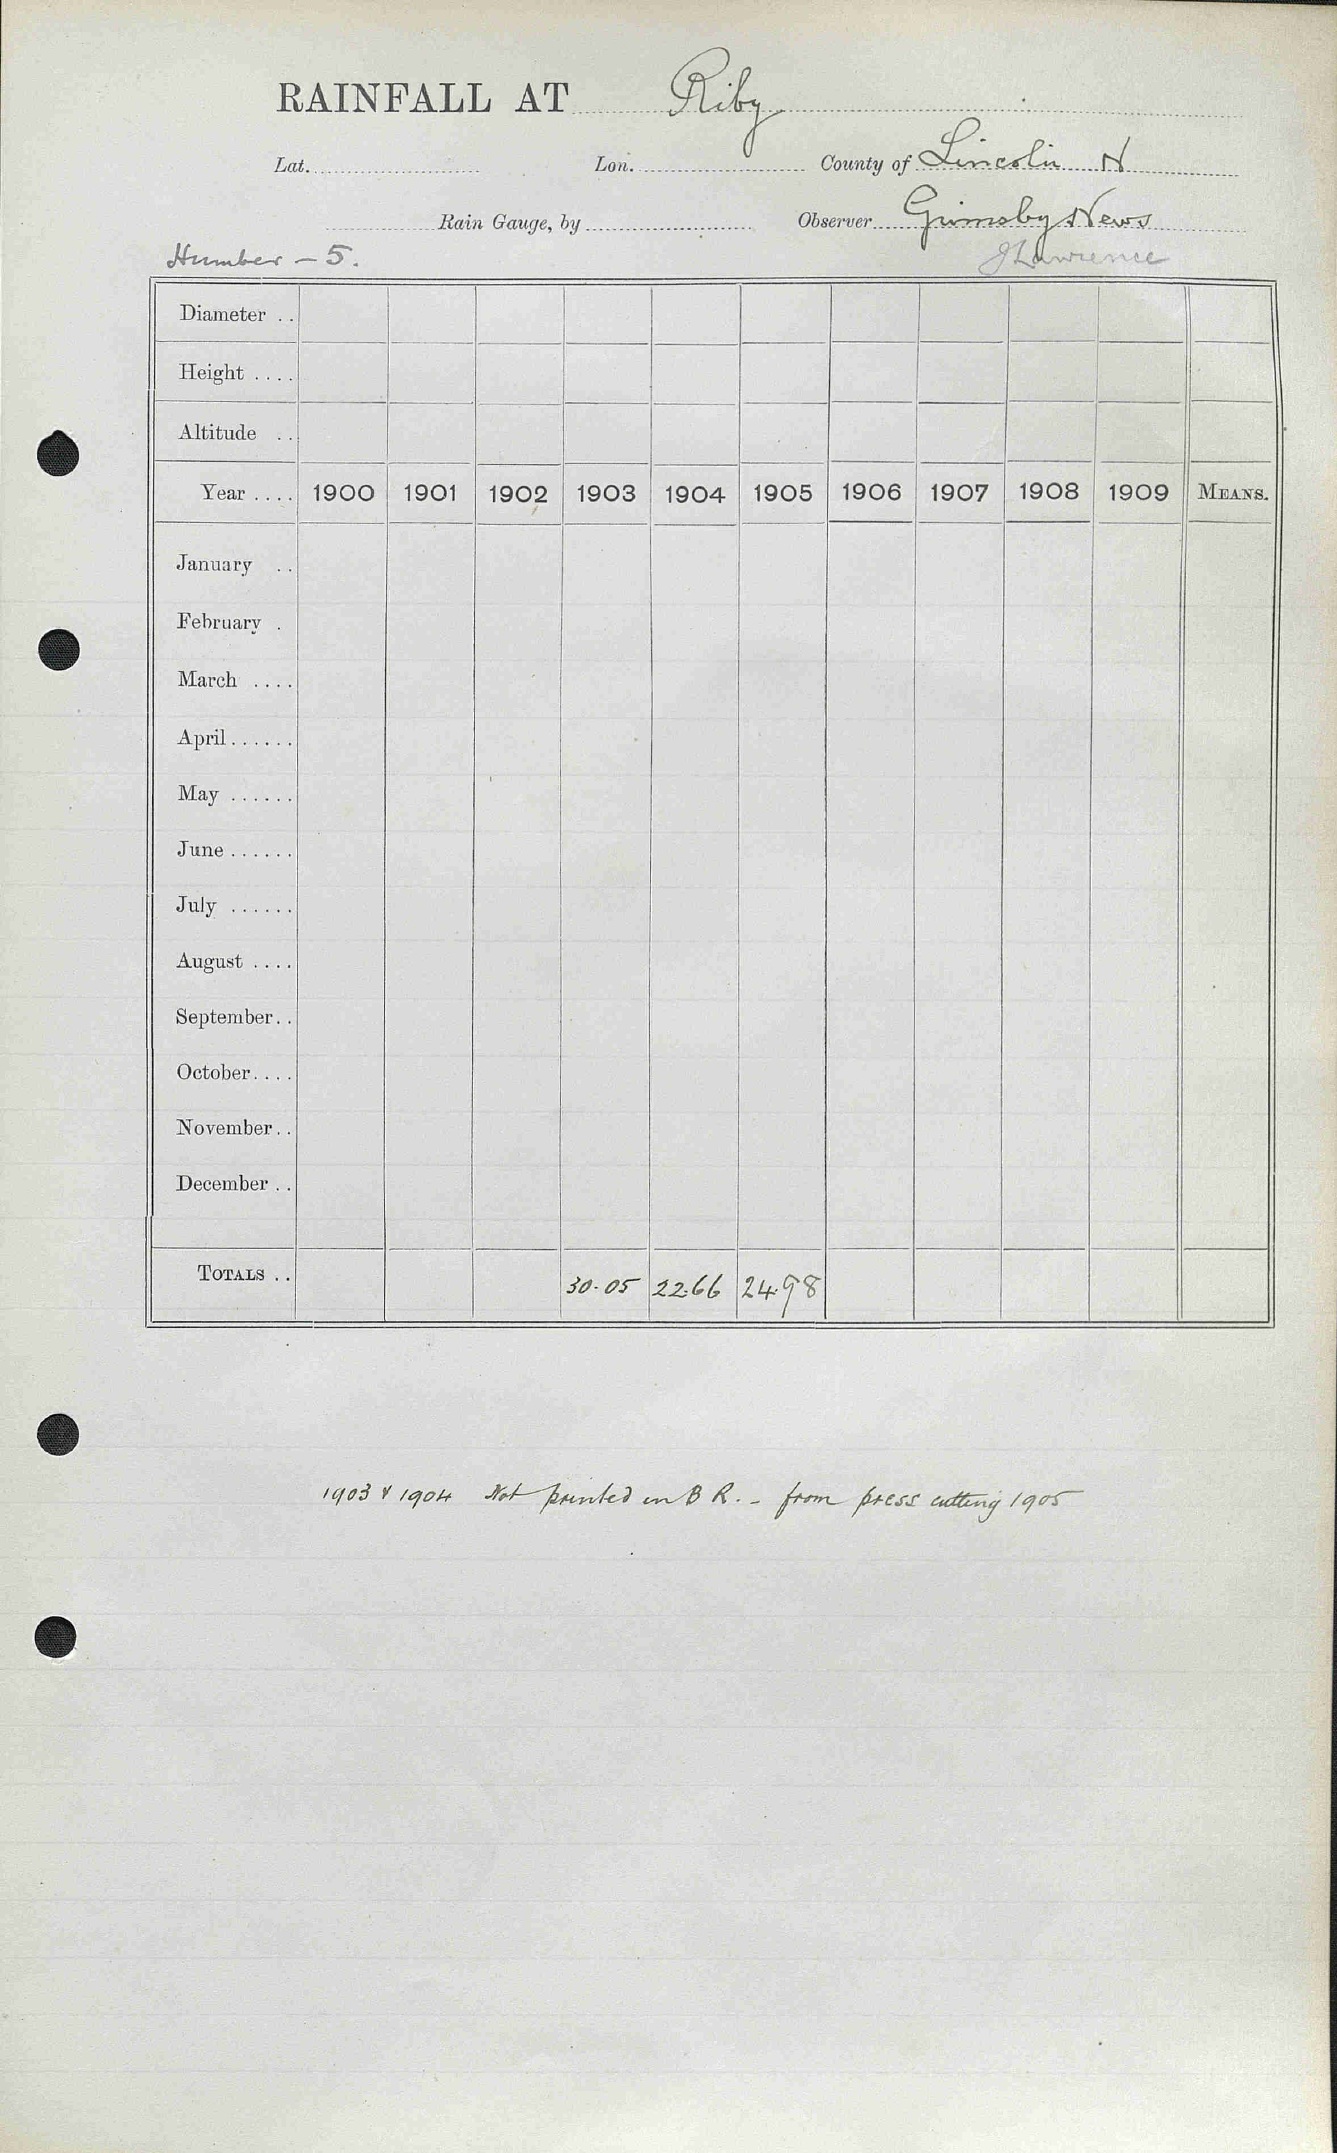 RAINFALL AT Riby
Lat. Lon. County of Lincoln N
Rain Gauge, by Observer Grimsby News
Humber - 5. J Lawrence
Diameter ..
Height ....
Altitude ..
Year .... 1900 1901 1902 1903 1904 1905 1906 1907 1908 1909 MEANS.
January ..
February .
March ....
April ......
May ......
June ......
July ......
August ....
September..
October....
November..
December ..
TOTALS .. 30.05 22.66 24.98
1903 & 1904 Not printed in B R. - from press cutting 1905